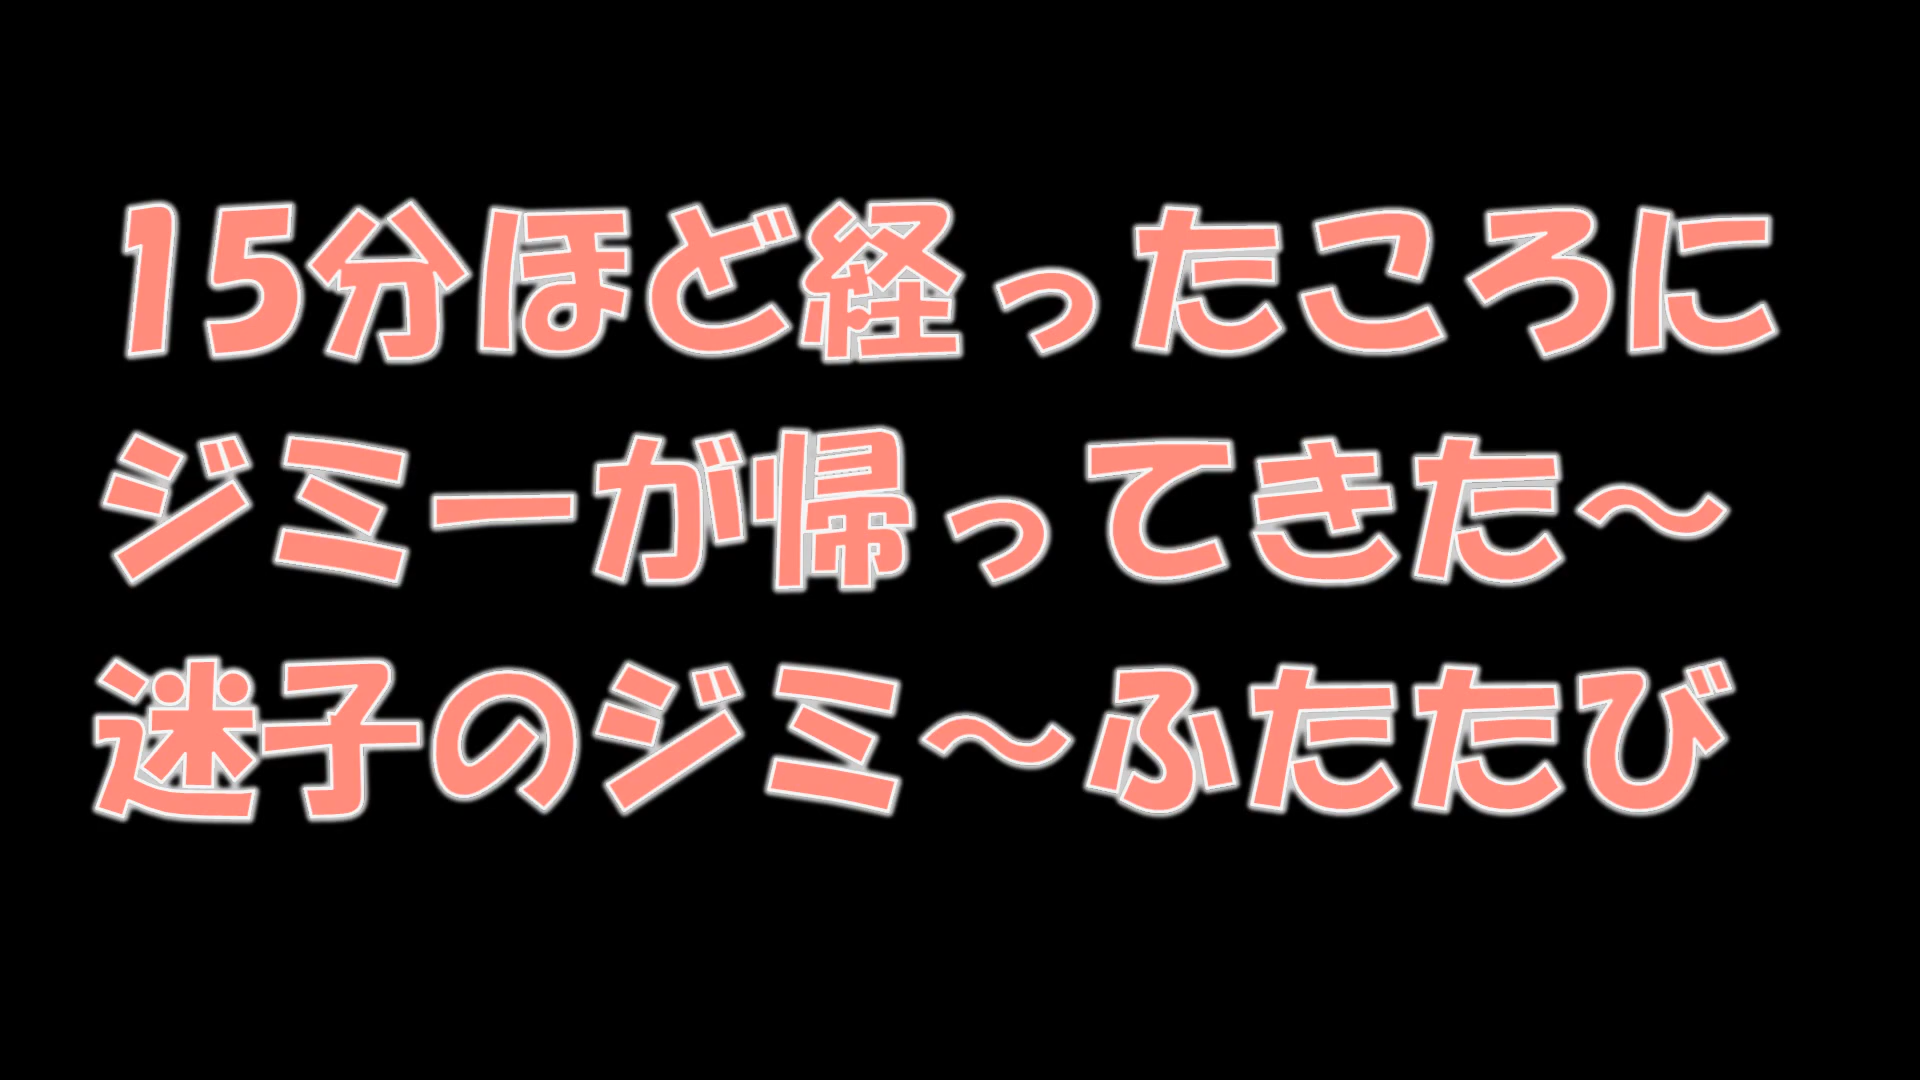 15分ほど経ったころに
ジミーが帰ってきた～
迷子のジミ～ふたたび